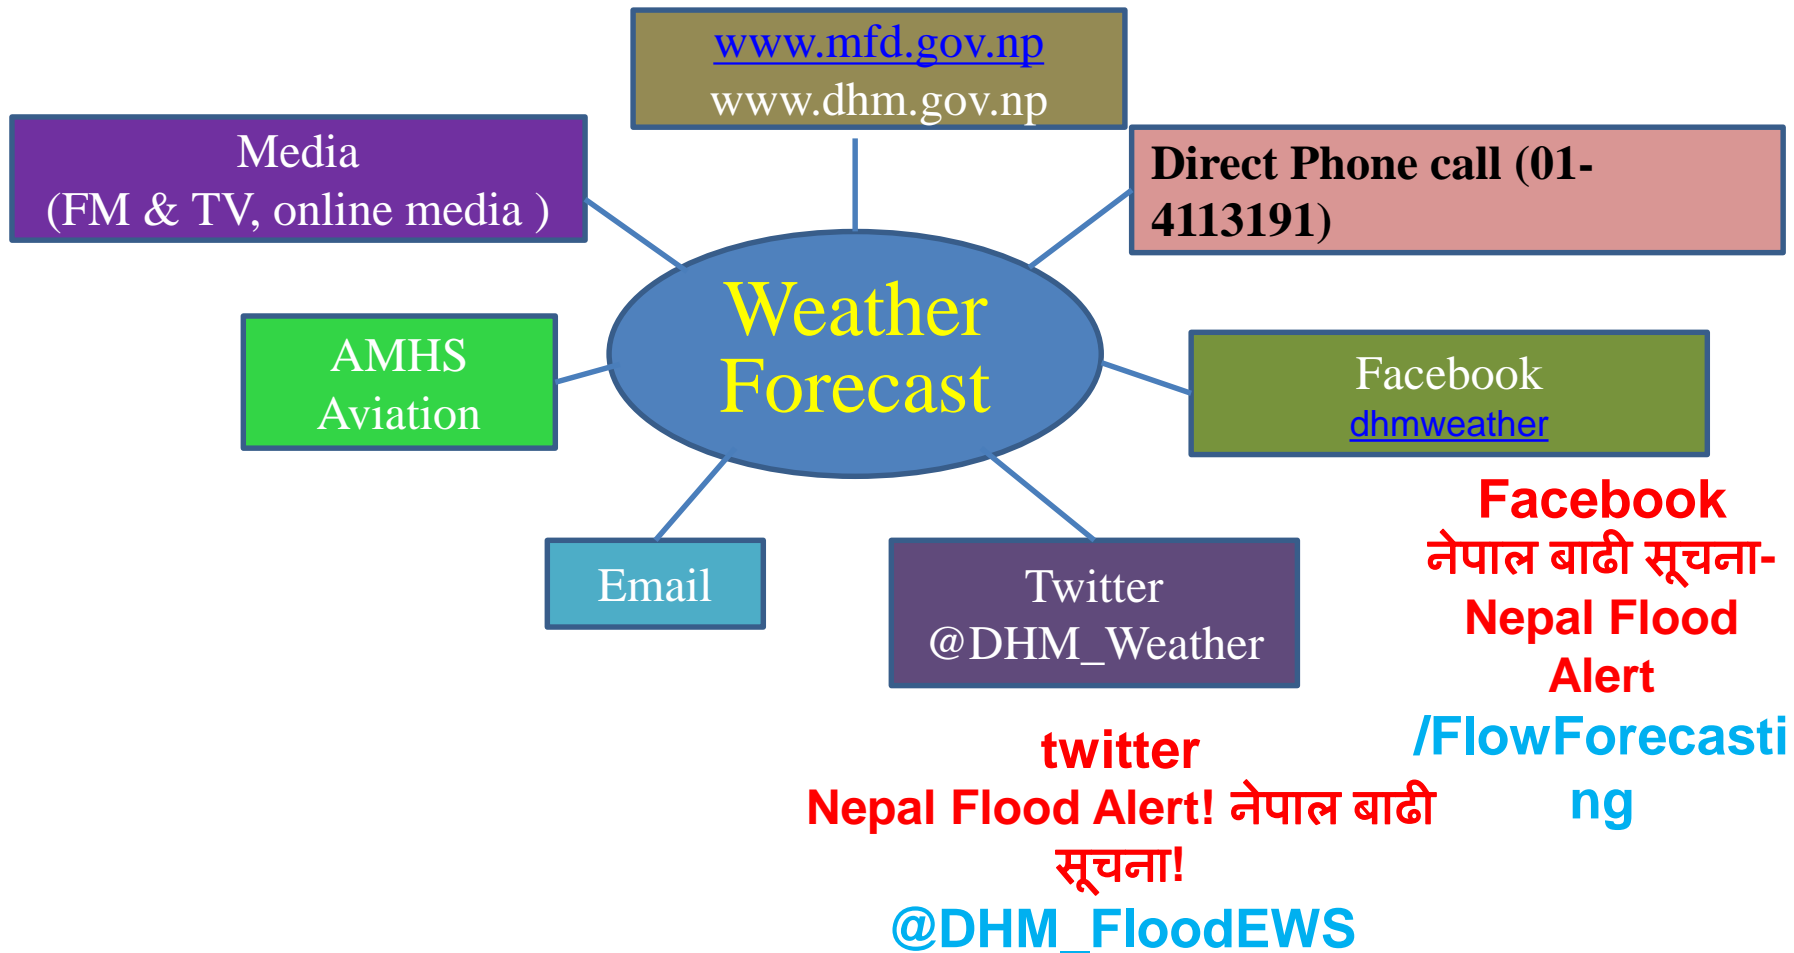 www.mfd.gov.np
www.dhm.gov.np
Media
(FM & TV, online media )
Direct Phone call (01-
4113191)
Weather
Forecast
AMHS
Aviation
Facebook
dhmweather
Email
Twitter
@DHM_Weather
Facebook
नेपाल बाढी सूचना-
Nepal Flood
Alert
/FlowForecasti
ng
twitter
Nepal Flood Alert! नेपाल बाढी
सूचना!
@DHM_FloodEWS